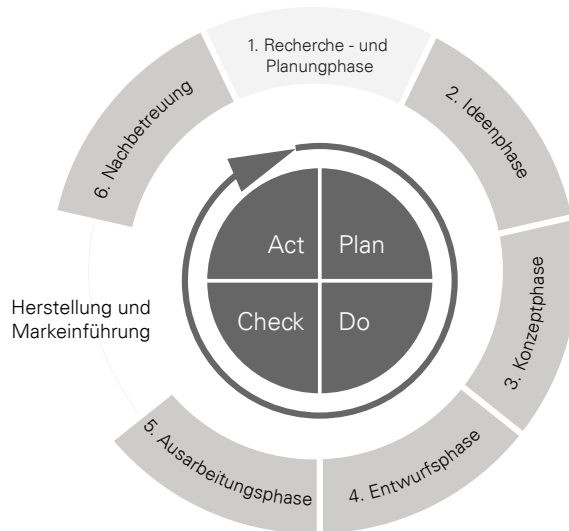 1. Recherche - und
Planungphase
2. Ideenphase
3. Konzeptphase
4. Entwurfsphase
5. Ausarbeitungsphase
Herstellung und
Markeinführung
6. Nachbetreuung
Act
Plan
Check
Do